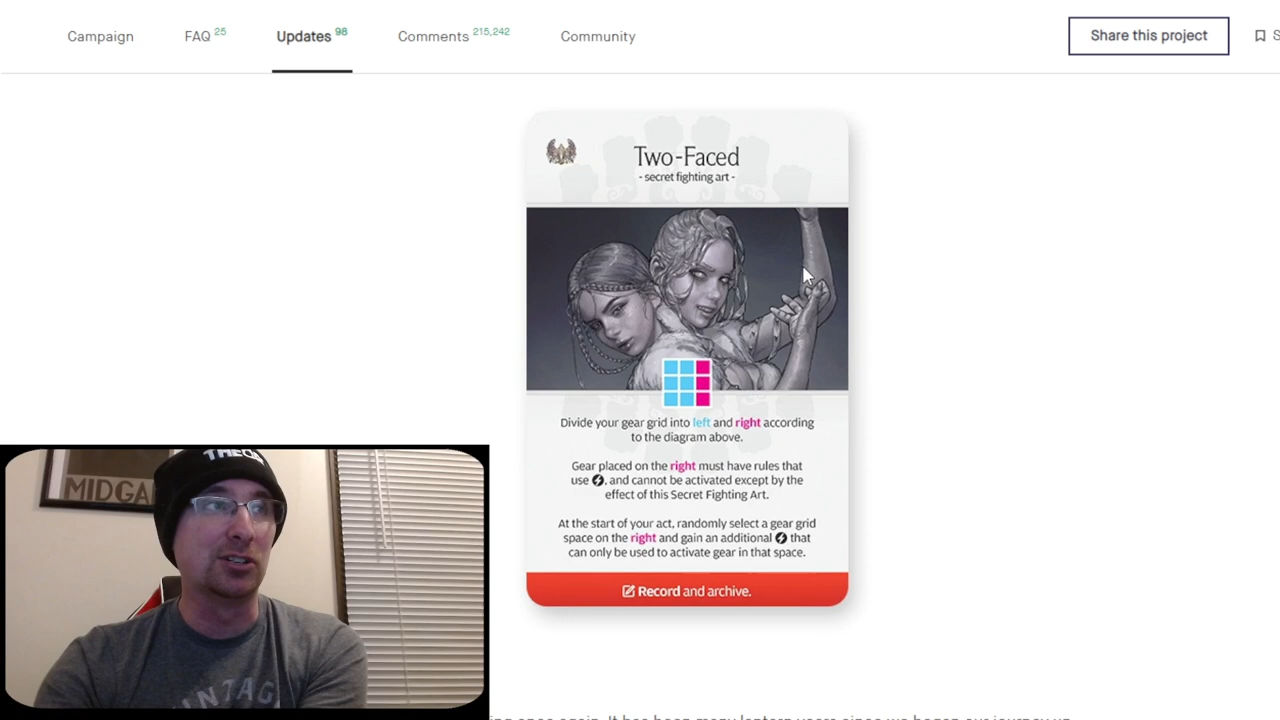 Campaign FAQ 25 Updates 98 Comments 215,242 Community Share this project
Two-Faced
- secret fighting art -
Divide your gear grid into left and right according
to the diagram above.
Gear placed on the right must have rules that
use , and cannot be activated except by the
effect of this Secret Fighting Art.
At the start of your act, randomly select a gear grid
space on the right and gain an additional that
can only be used to activate gear in that space.
Record and archive.
MIDGA